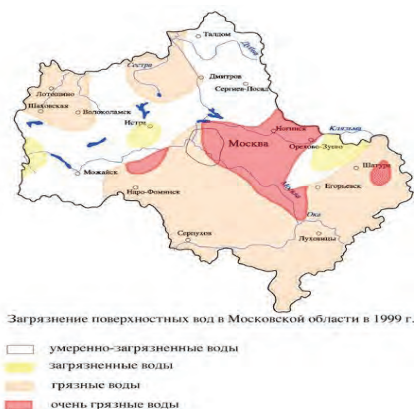 Талдом
Дубна
Сестра
Дмитров
Сергиев-Посад
Лотошино
Шаховская
Волоколамск
Истра
Клязьма
Ногинск
Москва
Орехово-Зуево
Шатура
Можайск
Наро-Фоминск
Москва
Егорьевск
Ока
Серпухов
Луховицы
Загрязнение поверхностных вод в Московской области в 1999 г.
умеренно-загрязненные воды
загрязненные воды
грязные воды
очень грязные воды